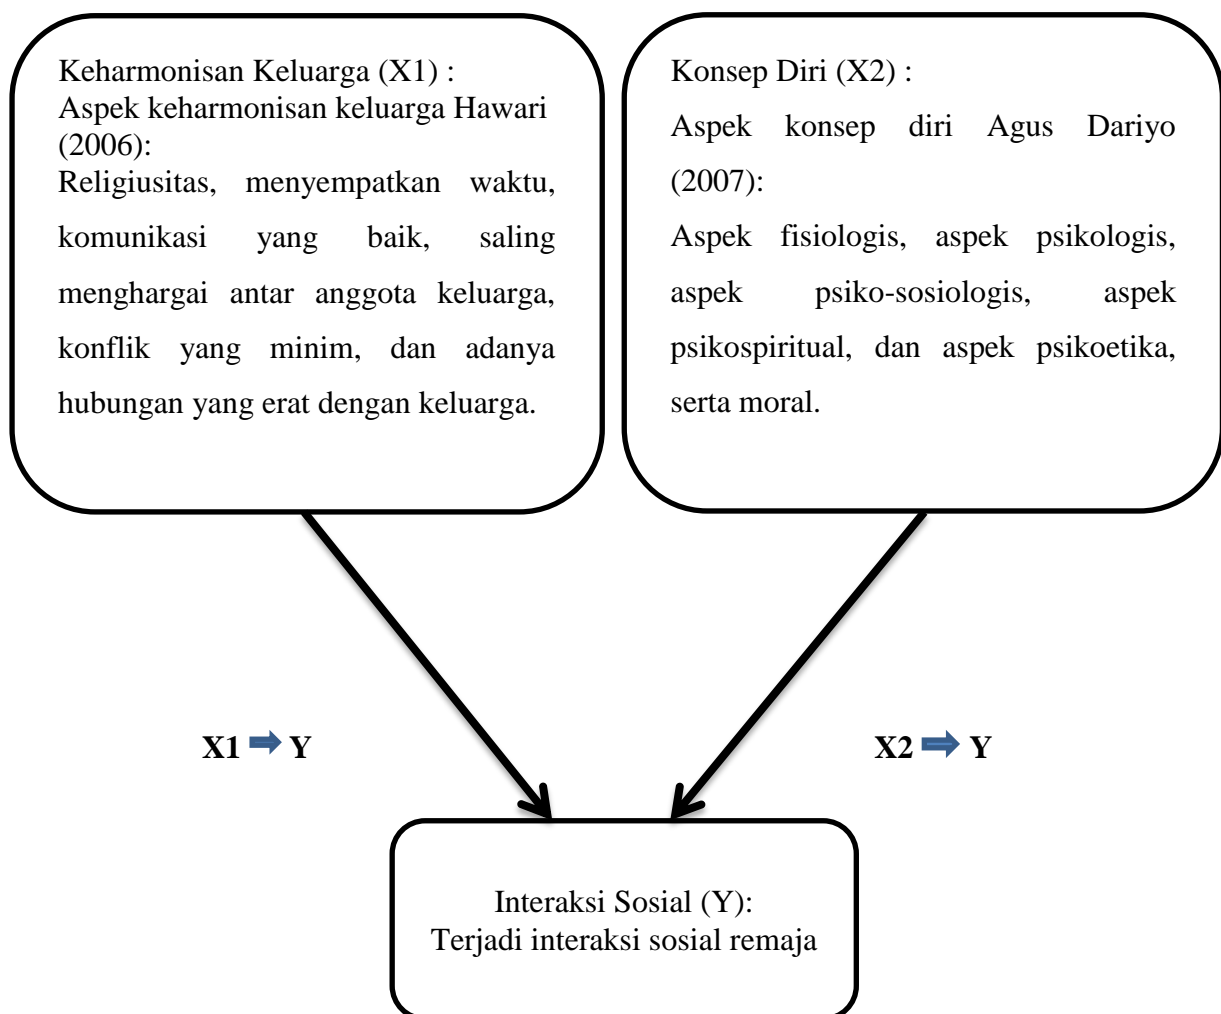 Keharmonisan Keluarga (X1) :
Aspek keharmonisan keluarga Hawari
(2006):
Religiusitas, menyempatkan waktu,
komunikasi yang baik, saling
menghargai antar anggota keluarga,
konflik yang minim, dan adanya
hubungan yang erat dengan keluarga.
Konsep Diri (X2) :
Aspek konsep diri Agus Dariyo
(2007):
Aspek fisiologis, aspek psikologis,
aspek psiko-sosiologis, aspek
psikospiritual, dan aspek psikoetika,
serta moral.
X1 ➡ Y
X2 ➡ Y
Interaksi Sosial (Y):
Terjadi interaksi sosial remaja